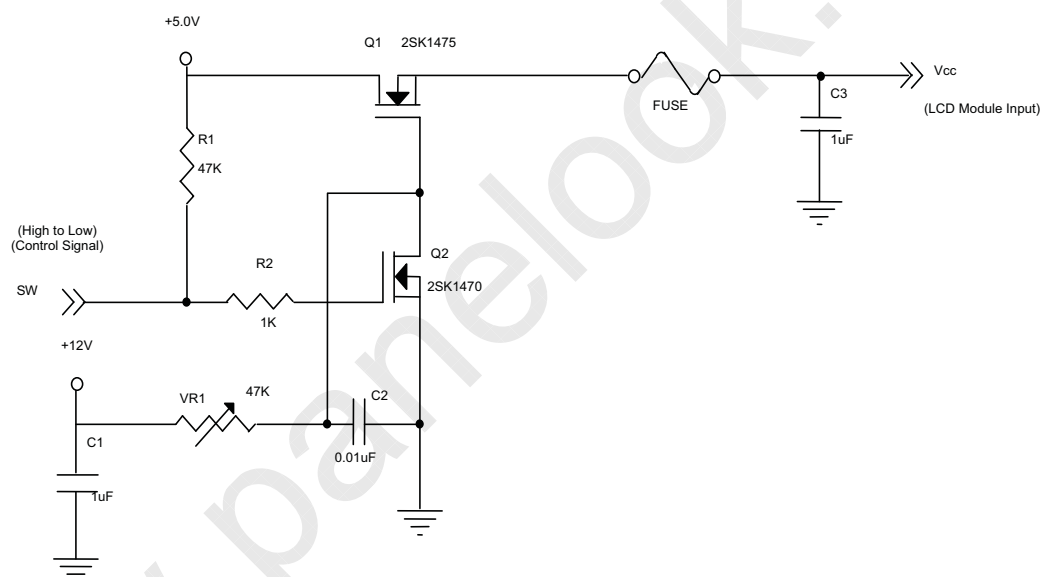 +5.0V
Q1 2SK1475
Vcc
FUSE
C3
(LCD Module Input)
R1
47K
1uF
(High to Low)
(Control Signal)
Q2
R2
SW
2SK1470
1K
+12V
VR1
47K
C2
C1
0.01uF
1uF
panelook.